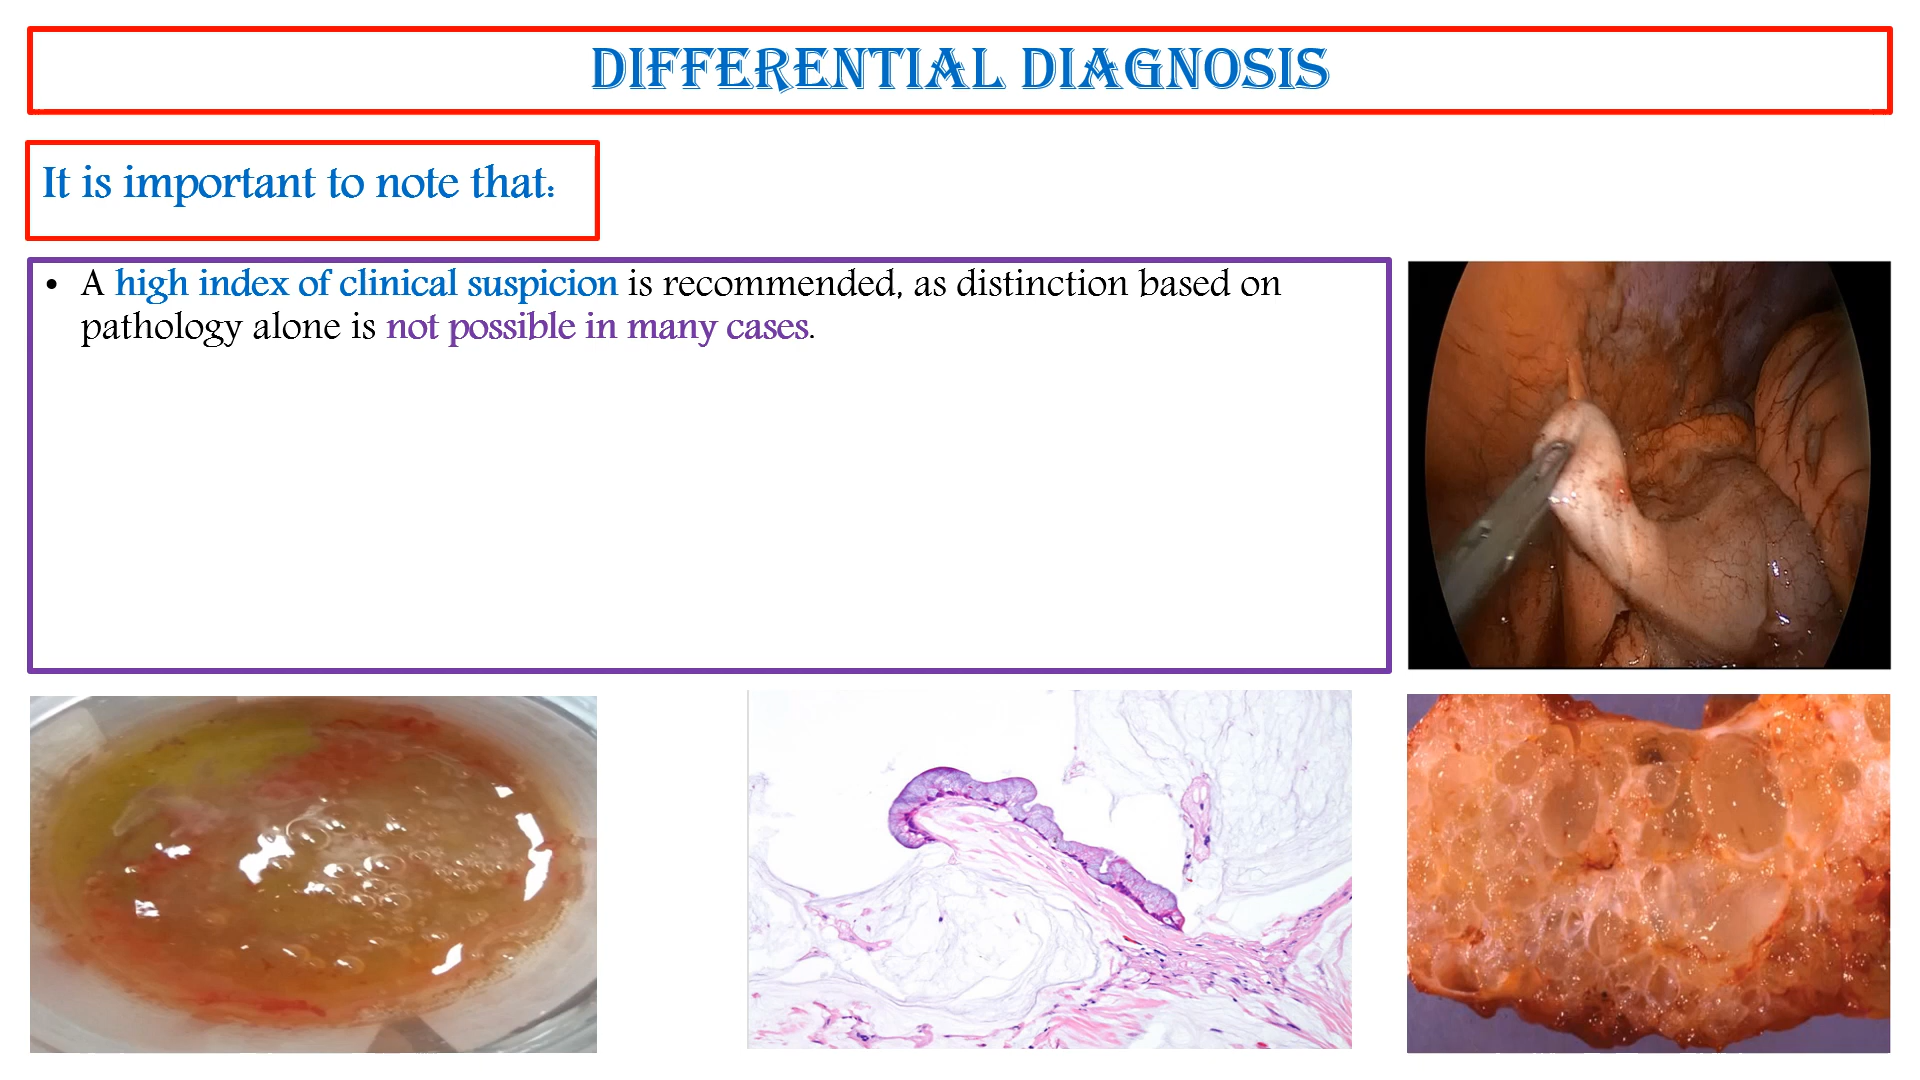 DIFFERENTIAL DIAGNOSIS
It is important to note that:
• A high index of clinical suspicion is recommended, as distinction based on
pathology alone is not possible in many cases.